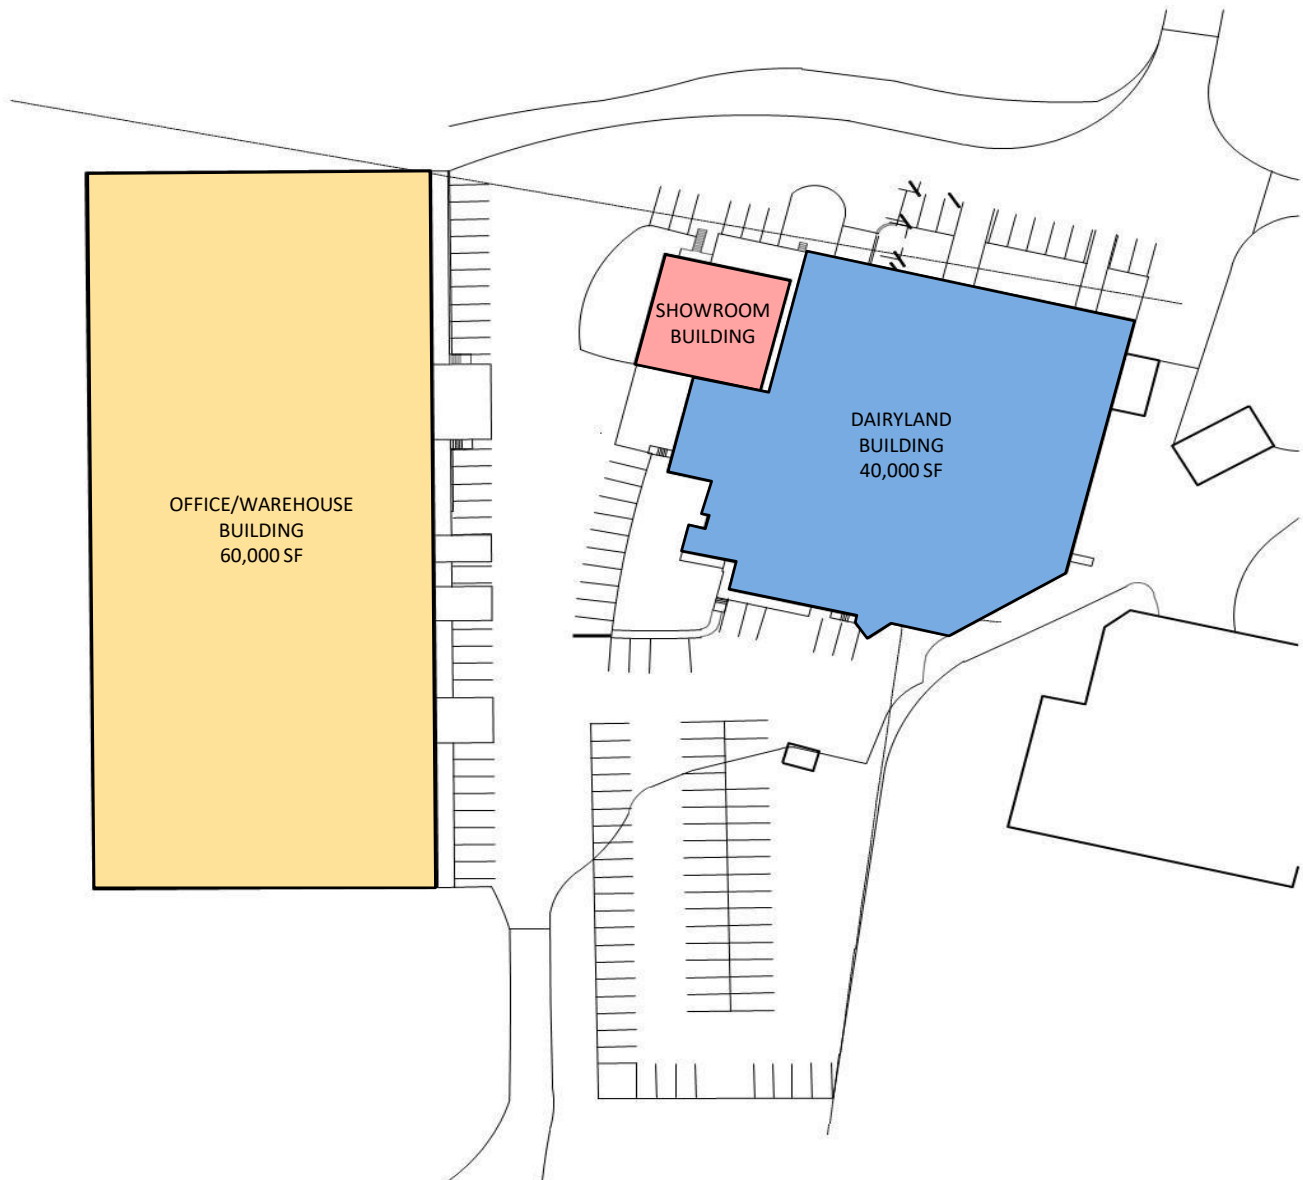 SHOWROOM
BUILDING
DAIRYLAND
BUILDING
40,000 SF
OFFICE/WAREHOUSE
BUILDING
60,000 SF